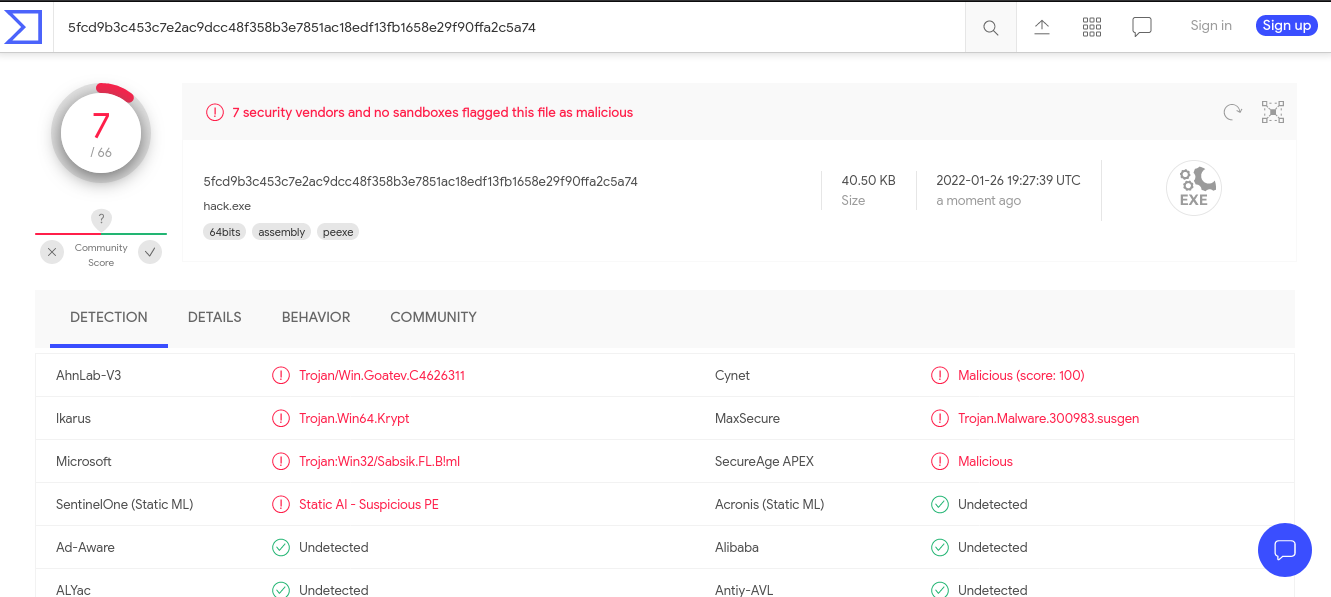 5fcd9b3c453c7e2ac9dcc48f358b3e7851ac18edf13fb1658e29f90ffa2c5a74
Sign in
Sign up
7
/ 66
?
Community
Score
7 security vendors and no sandboxes flagged this file as malicious
5fcd9b3c453c7e2ac9dcc48f358b3e7851ac18edf13fb1658e29f90ffa2c5a74
hack.exe
64bits assembly peexe
40.50 KB
Size
2022-01-26 19:27:39 UTC
a moment ago
EXE
DETECTION DETAILS BEHAVIOR COMMUNITY
AhnLab-V3 Trojan/Win.Goatev.C4626311 Cynet Malicious (score: 100)
Ikarus Trojan.Win64.Krypt MaxSecure Trojan.Malware.300983.susgen
Microsoft Trojan:Win32/Sabsik.FL.B!ml SecureAge APEX Malicious
SentinelOne (Static ML) Static AI - Suspicious PE Acronis (Static ML) Undetected
Ad-Aware Undetected Alibaba Undetected
ALYac Undetected Antiy-AVL Undetected